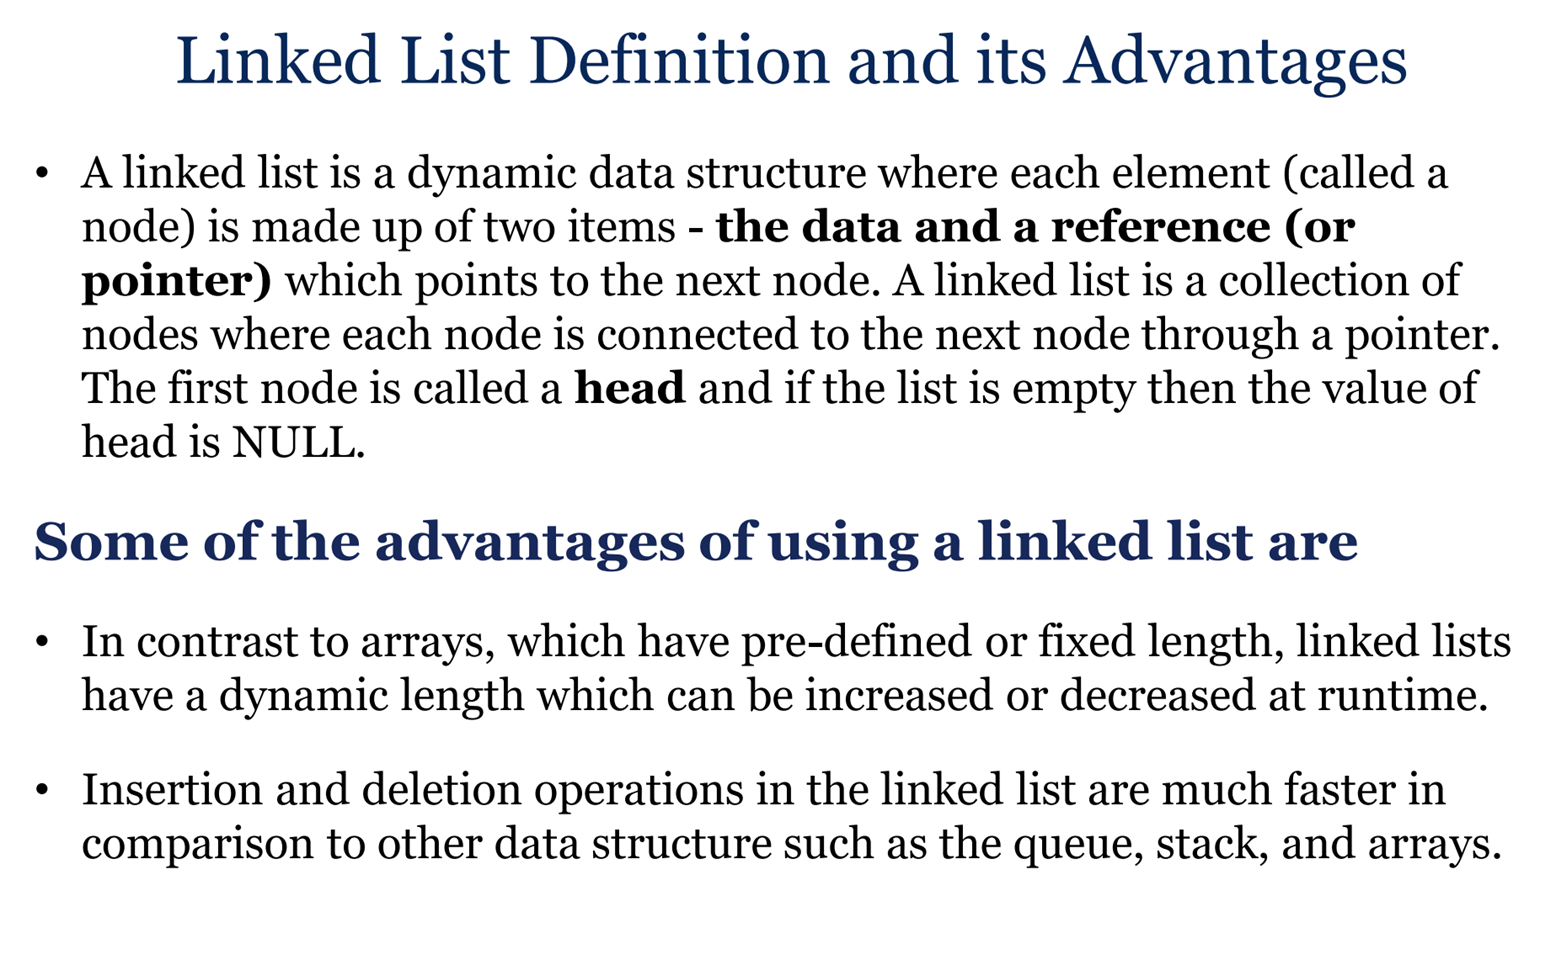 Linked List Definition and its Advantages
• A linked list is a dynamic data structure where each element (called a
node) is made up of two items - the data and a reference (or
pointer) which points to the next node. A linked list is a collection of
nodes where each node is connected to the next node through a pointer.
The first node is called a head and if the list is empty then the value of
head is NULL.
Some of the advantages of using a linked list are
• In contrast to arrays, which have pre-defined or fixed length, linked lists
have a dynamic length which can be increased or decreased at runtime.
• Insertion and deletion operations in the linked list are much faster in
comparison to other data structure such as the queue, stack, and arrays.